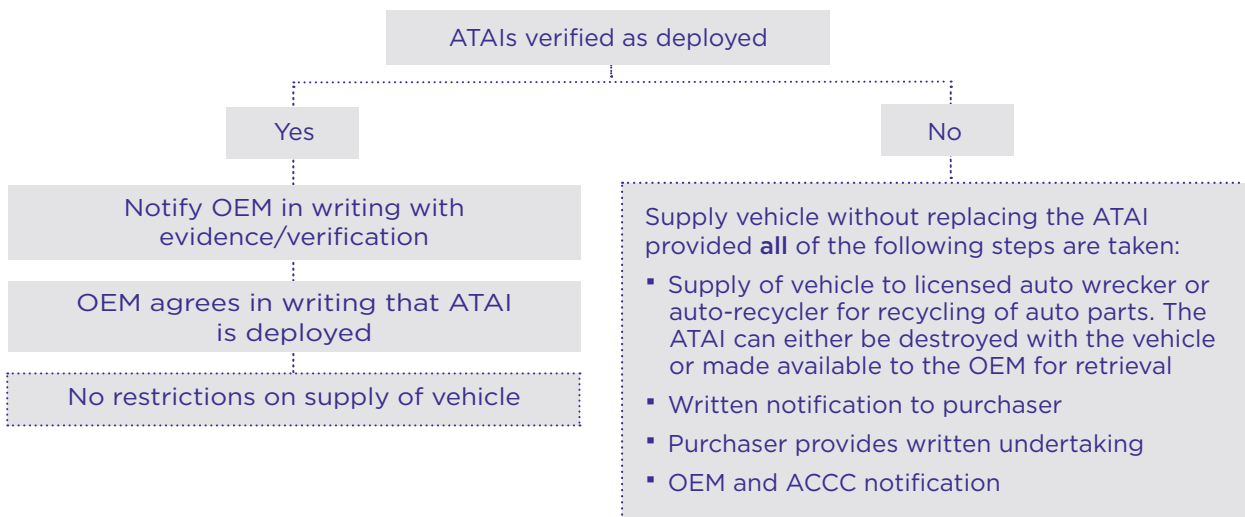 ATAIs verified as deployed
Yes
No
Notify OEM in writing with
evidence/verification
OEM agrees in writing that ATAI
is deployed
No restrictions on supply of vehicle
Supply vehicle without replacing the ATAI
provided all of the following steps are taken:
▪ Supply of vehicle to licensed auto wrecker or
auto-recycler for recycling of auto parts. The
ATAI can either be destroyed with the vehicle
or made available to the OEM for retrieval
▪ Written notification to purchaser
▪ Purchaser provides written undertaking
▪ OEM and ACCC notification